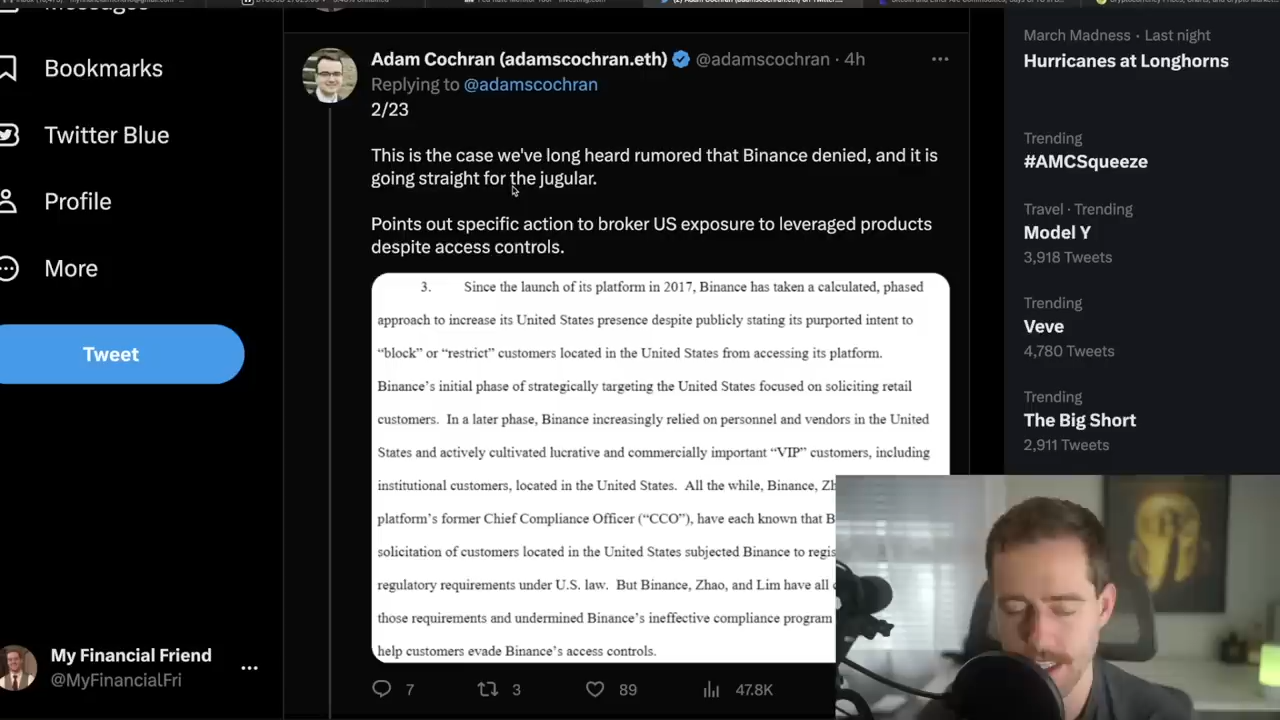 Bookmarks
Twitter Blue
Profile
More
Tweet
My Financial Friend
@MyFinancialFri
Adam Cochran (adamscochran.eth) @adamscochran · 4h
Replying to @adamscochran
2/23
This is the case we've long heard rumored that Binance denied, and it is
going straight for the jugular.
Points out specific action to broker US exposure to leveraged products
despite access controls.
3. Since the launch of its platform in 2017, Binance has taken a calculated, phased
approach to increase its United States presence despite publicly stating its purported intent to
“block” or “restrict” customers located in the United States from accessing its platform.
Binance’s initial phase of strategically targeting the United States focused on soliciting retail
customers. In a later phase, Binance increasingly relied on personnel and vendors in the United
States and actively cultivated lucrative and commercially important “VIP” customers, including
institutional customers, located in the United States. All the while, Binance, Zh
platform’s former Chief Compliance Officer (“CCO”), have each known that B
solicitation of customers located in the United States subjected Binance to regis
regulatory requirements under U.S. law. But Binance, Zhao, and Lim have all
those requirements and undermined Binance’s ineffective compliance program
help customers evade Binance’s access controls.
7 3 89 47.8K
March Madness · Last night
Hurricanes at Longhorns
Trending
#AMCSqueeze
Travel · Trending
Model Y
3,918 Tweets
Trending
Veve
4,780 Tweets
Trending
The Big Short
2,911 Tweets